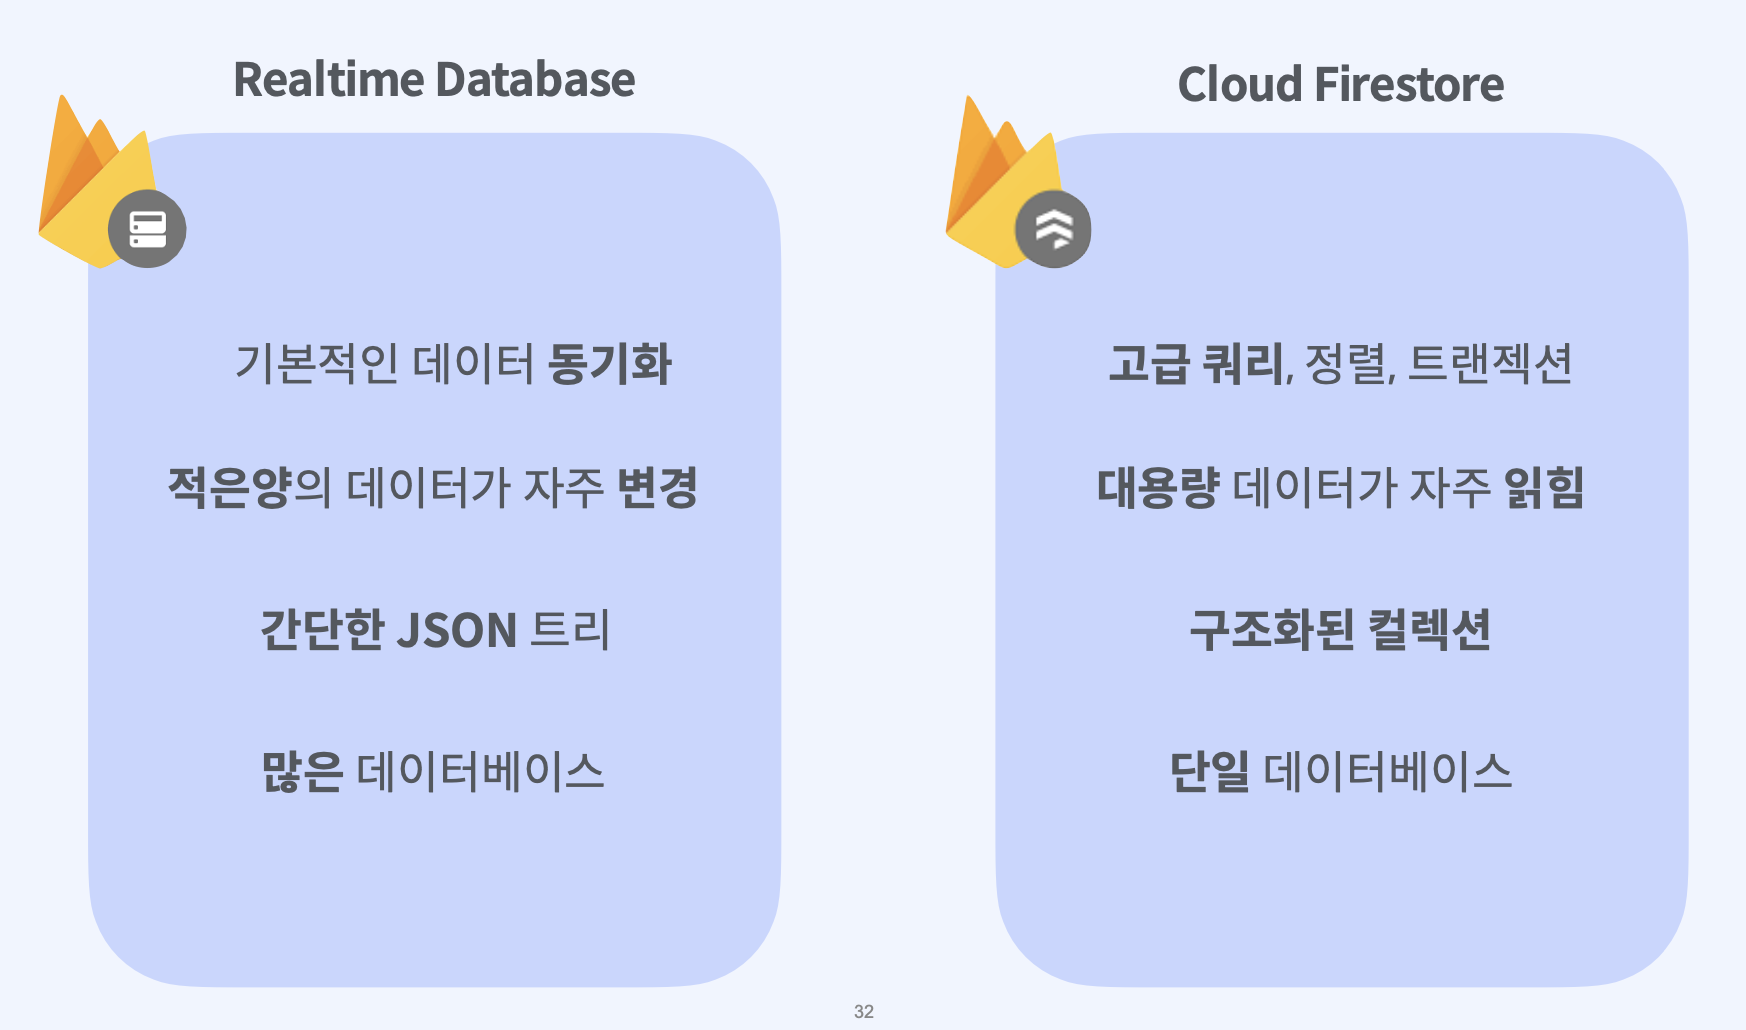 Realtime Database
기본적인 데이터 동기화
적은양의 데이터가 자주 변경
간단한 JSON 트리
많은 데이터베이스
Cloud Firestore
고급 쿼리, 정렬, 트랜젝션
대용량 데이터가 자주 읽힘
구조화된 컬렉션
단일 데이터베이스
32